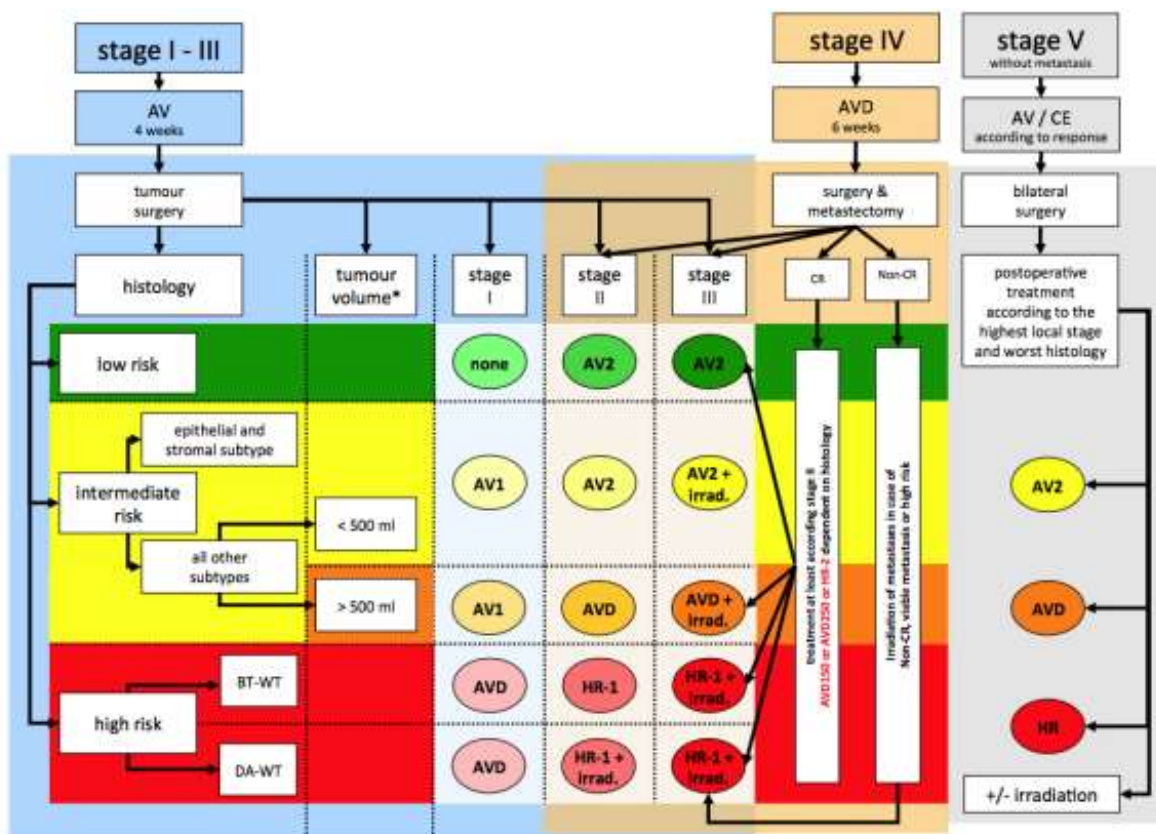 stage I - III
AV
4 weeks
tumour
surgery
histology
tumour
volume*
stage
I
stage
II
stage
III
stage IV
AVD
6 weeks
surgery &
metastectomy
CR
Non-CR
stage V
without metastasis
AV / CE
according to response
bilateral
surgery
postoperative
treatment
according to the
highest local stage
and worst histology
low risk
none
AV2
AV2
intermediate
risk
epithelial and
stromal subtype
all other
subtypes
< 500 ml
> 500 ml
AV1
AV2
AV2 +
irrad.
AV1
AVD
AVD +
irrad.
high risk
BT-WT
DA-WT
AVD
HR-1
HR-1 +
irrad.
AVD
HR-1 +
irrad.
HR-1 +
irrad.
treatment at least according stage II
AVD150 or AVD250 or HR-2 dependent on histology
Irradiation of metastases in case of
Non-CR, viable metastasis or high risk
AV2
AVD
HR
+/- irradiation